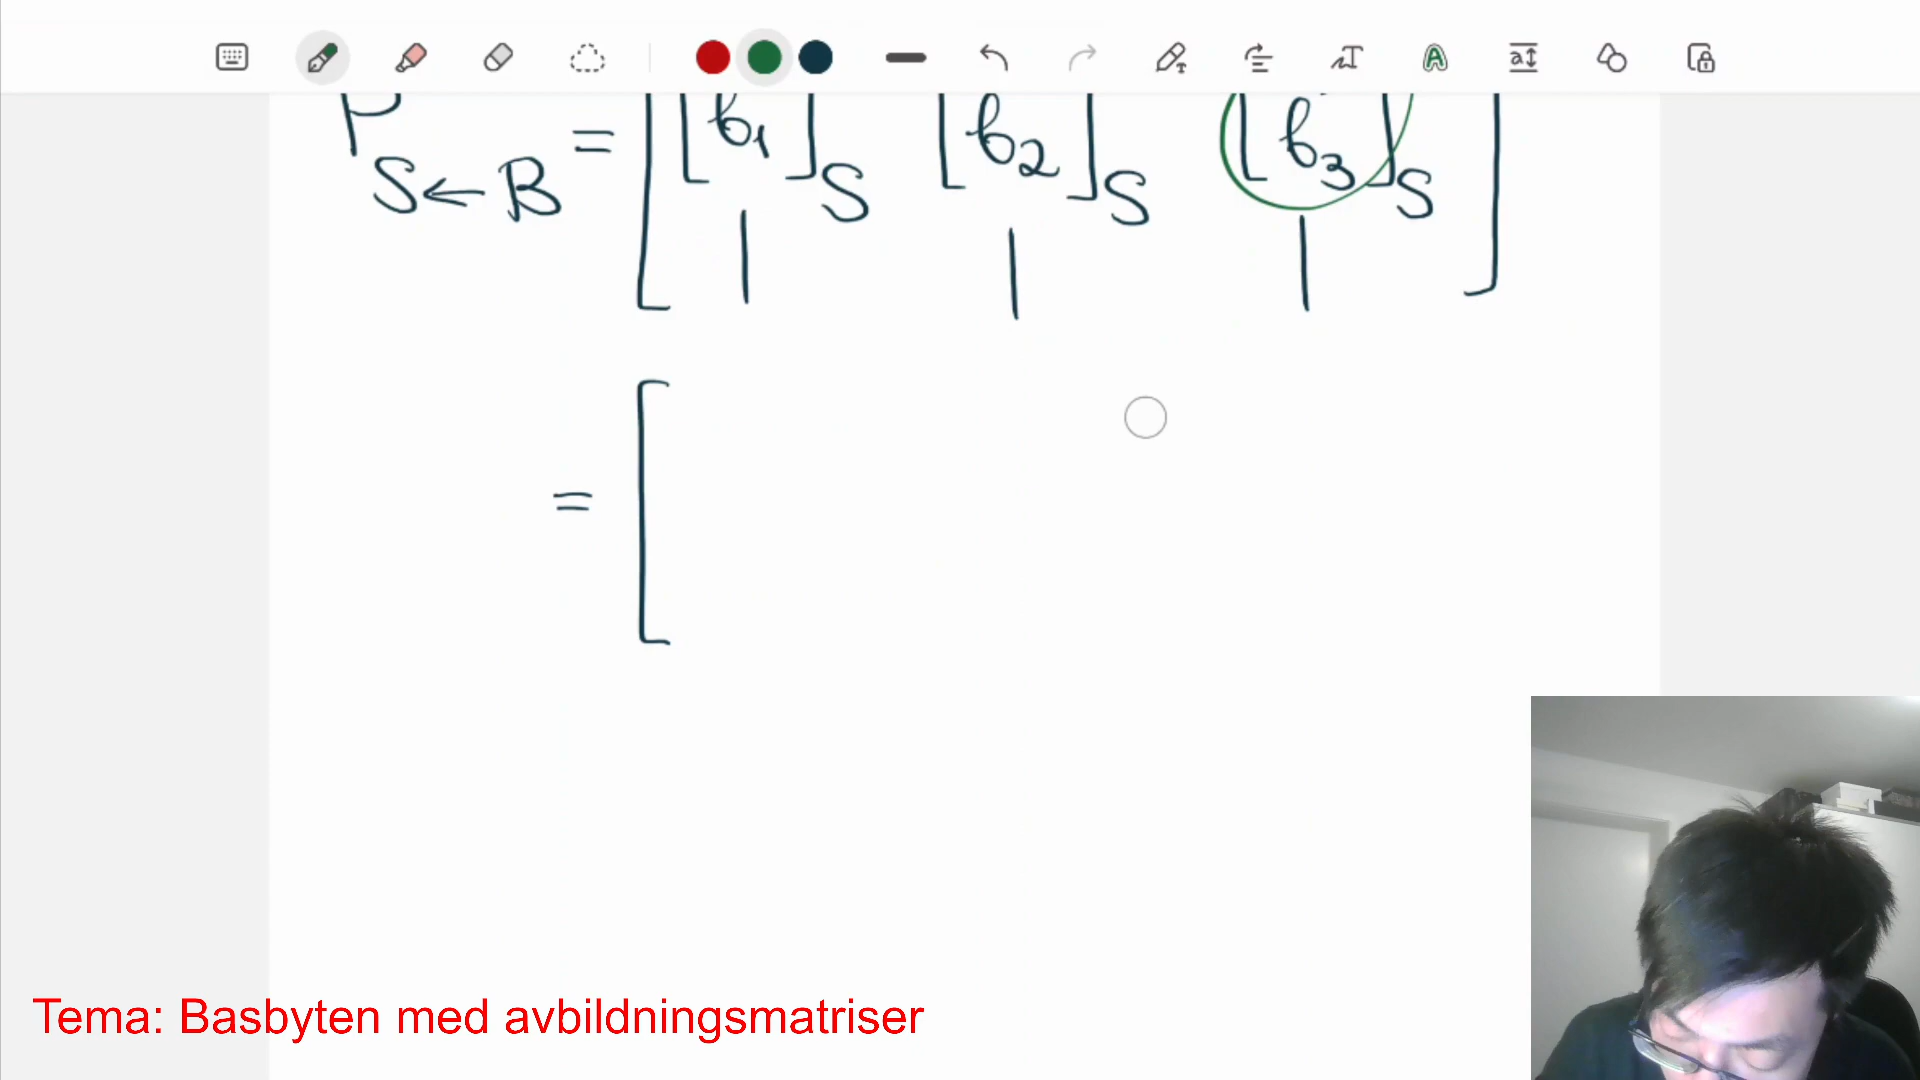 P S←B = [ [b1]S [b2]S [b3]S ]
= [
Tema: Basbyten med avbildningsmatriser